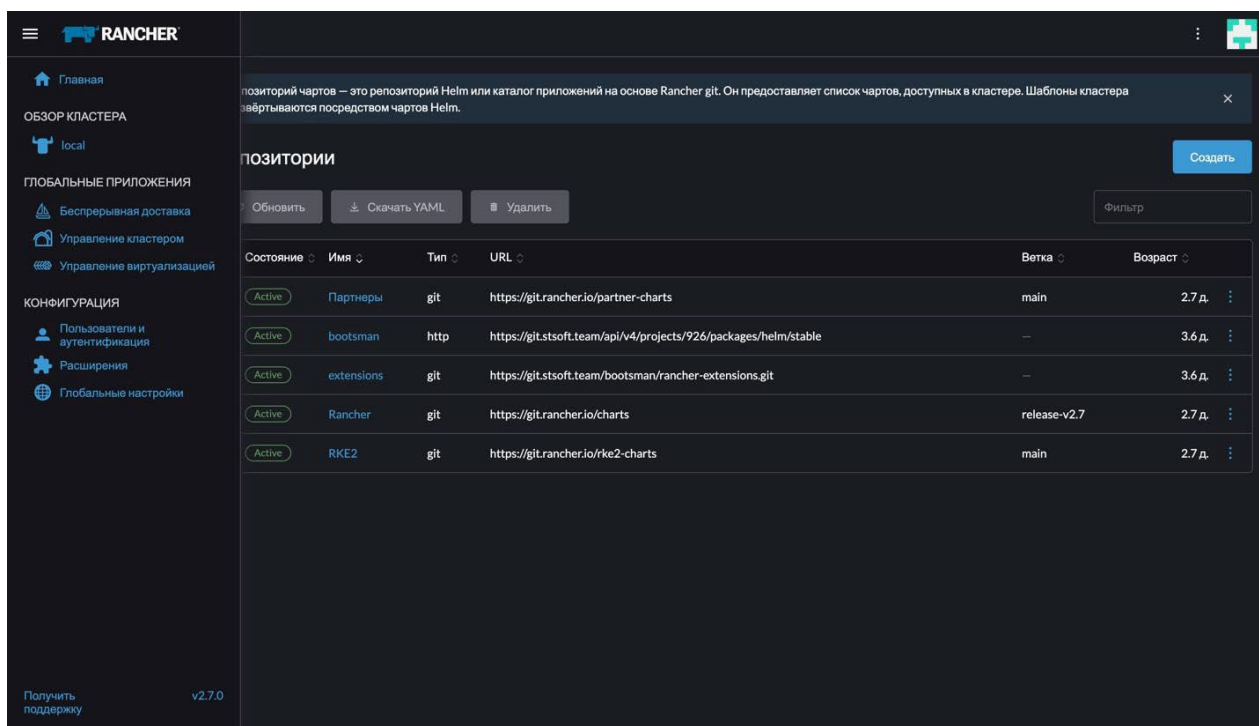 RANCHER
Главная
ОБЗОР КЛАСТЕРА
local
ГЛОБАЛЬНЫЕ ПРИЛОЖЕНИЯ
Беспрерывная доставка
Управление кластером
Управление виртуализацией
КОНФИГУРАЦИЯ
Пользователи и
аутентификация
Расширения
Глобальные настройки
Получить
поддержку
v2.7.0
позиторий чартов — это репозиторий Helm или каталог приложений на основе Rancher git. Он предоставляет список чартов, доступных в кластере. Шаблоны кластера
звёртываются посредством чартов Helm.
позитории
Создать
Обновить Скачать YAML Удалить Фильтр
Состояние Имя Тип URL Ветка Возраст
Active Партнеры git https://git.rancher.io/partner-charts main 2.7 д.
Active bootsman http https://git.stsoft.team/api/v4/projects/926/packages/helm/stable — 3.6 д.
Active extensions git https://git.stsoft.team/bootsman/rancher-extensions.git — 3.6 д.
Active Rancher git https://git.rancher.io/charts release-v2.7 2.7 д.
Active RKE2 git https://git.rancher.io/rke2-charts main 2.7 д.